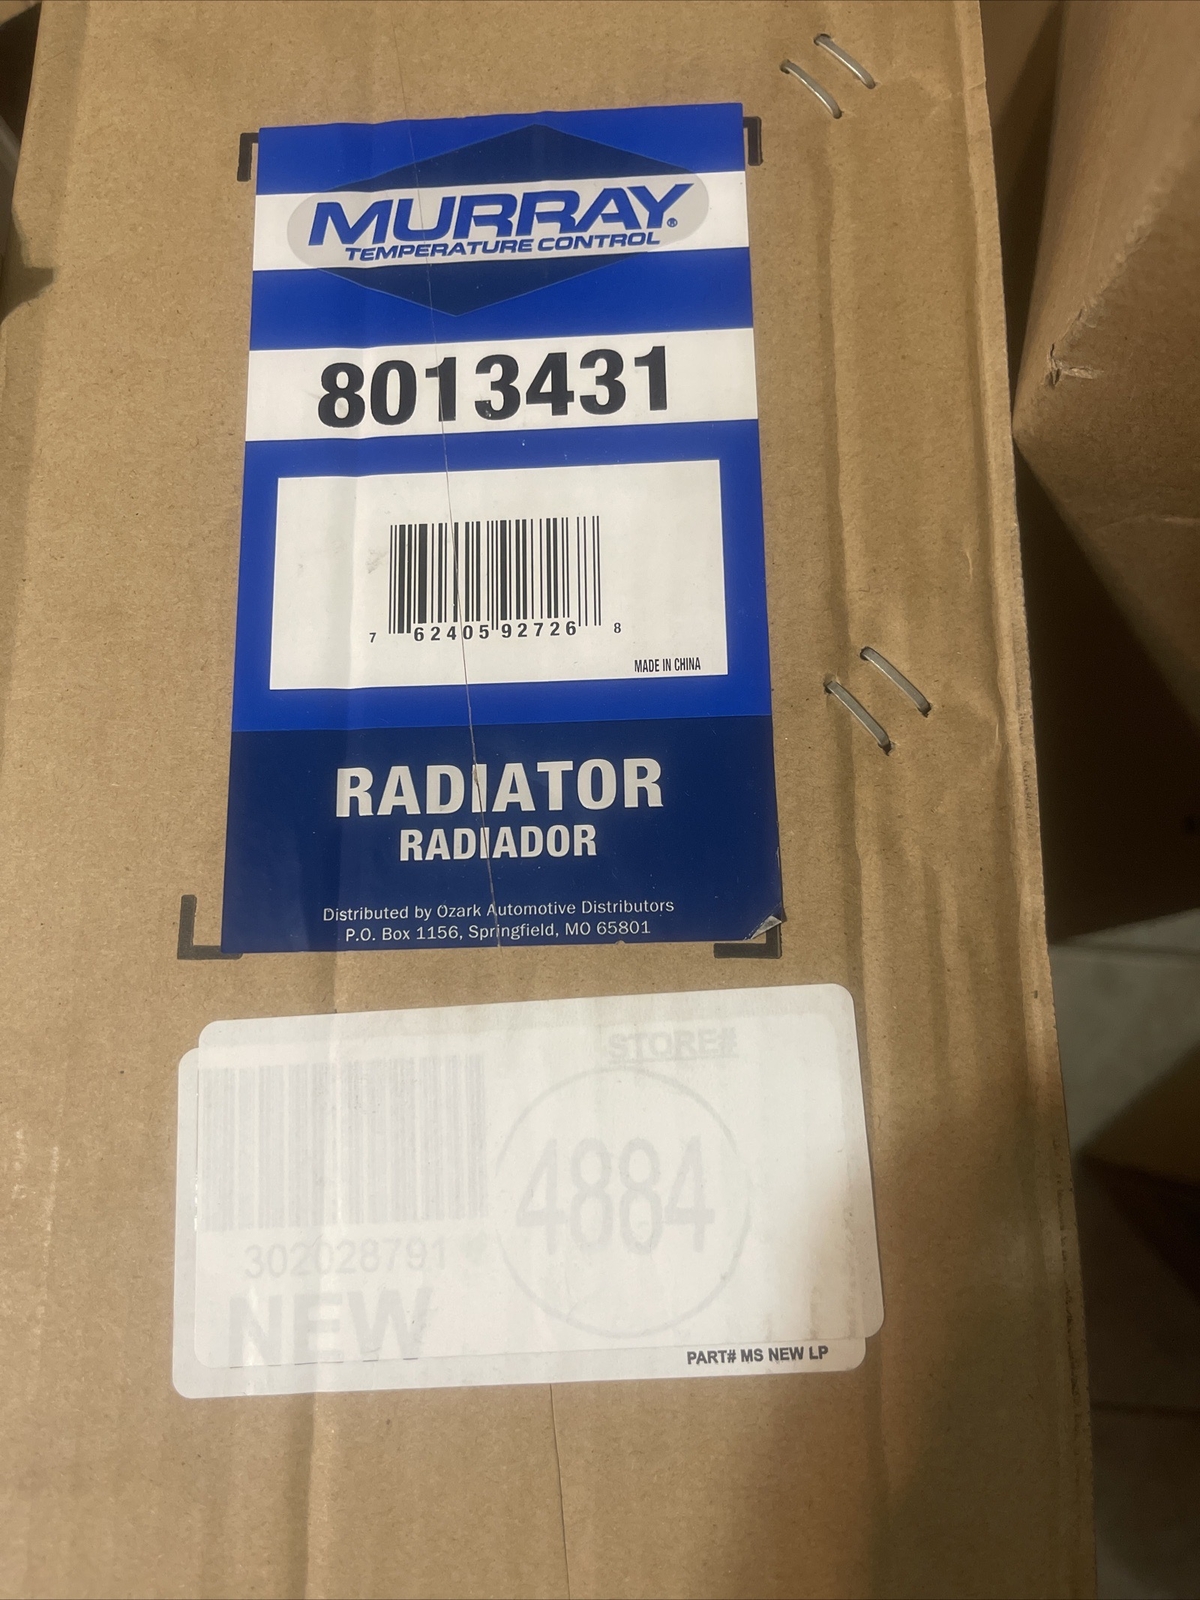 MURRAY®
TEMPERATURE CONTROL
8013431
7 62405 92726 8
MADE IN CHINA
RADIATOR
RADIADOR
Distributed by Ozark Automotive Distributors
P.O. Box 1156, Springfield, MO 65801
STORE#
4884
302028791
NEW
PART# MS NEW LP